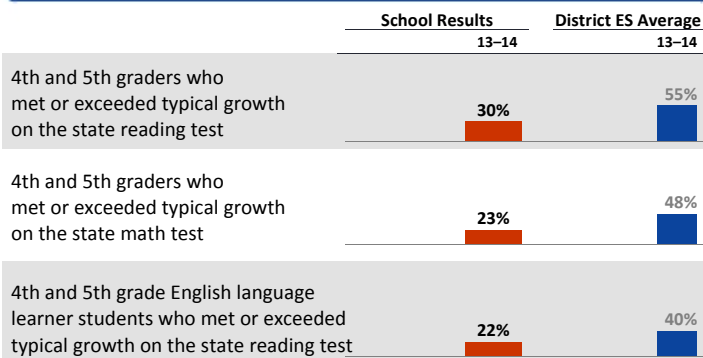 School Results District ES Average
13–14 13–14
4th and 5th graders who
met or exceeded typical growth
on the state reading test
30% 55%
4th and 5th graders who
met or exceeded typical growth
on the state math test
23% 48%
4th and 5th grade English language
learner students who met or exceeded
typical growth on the state reading test
22% 40%